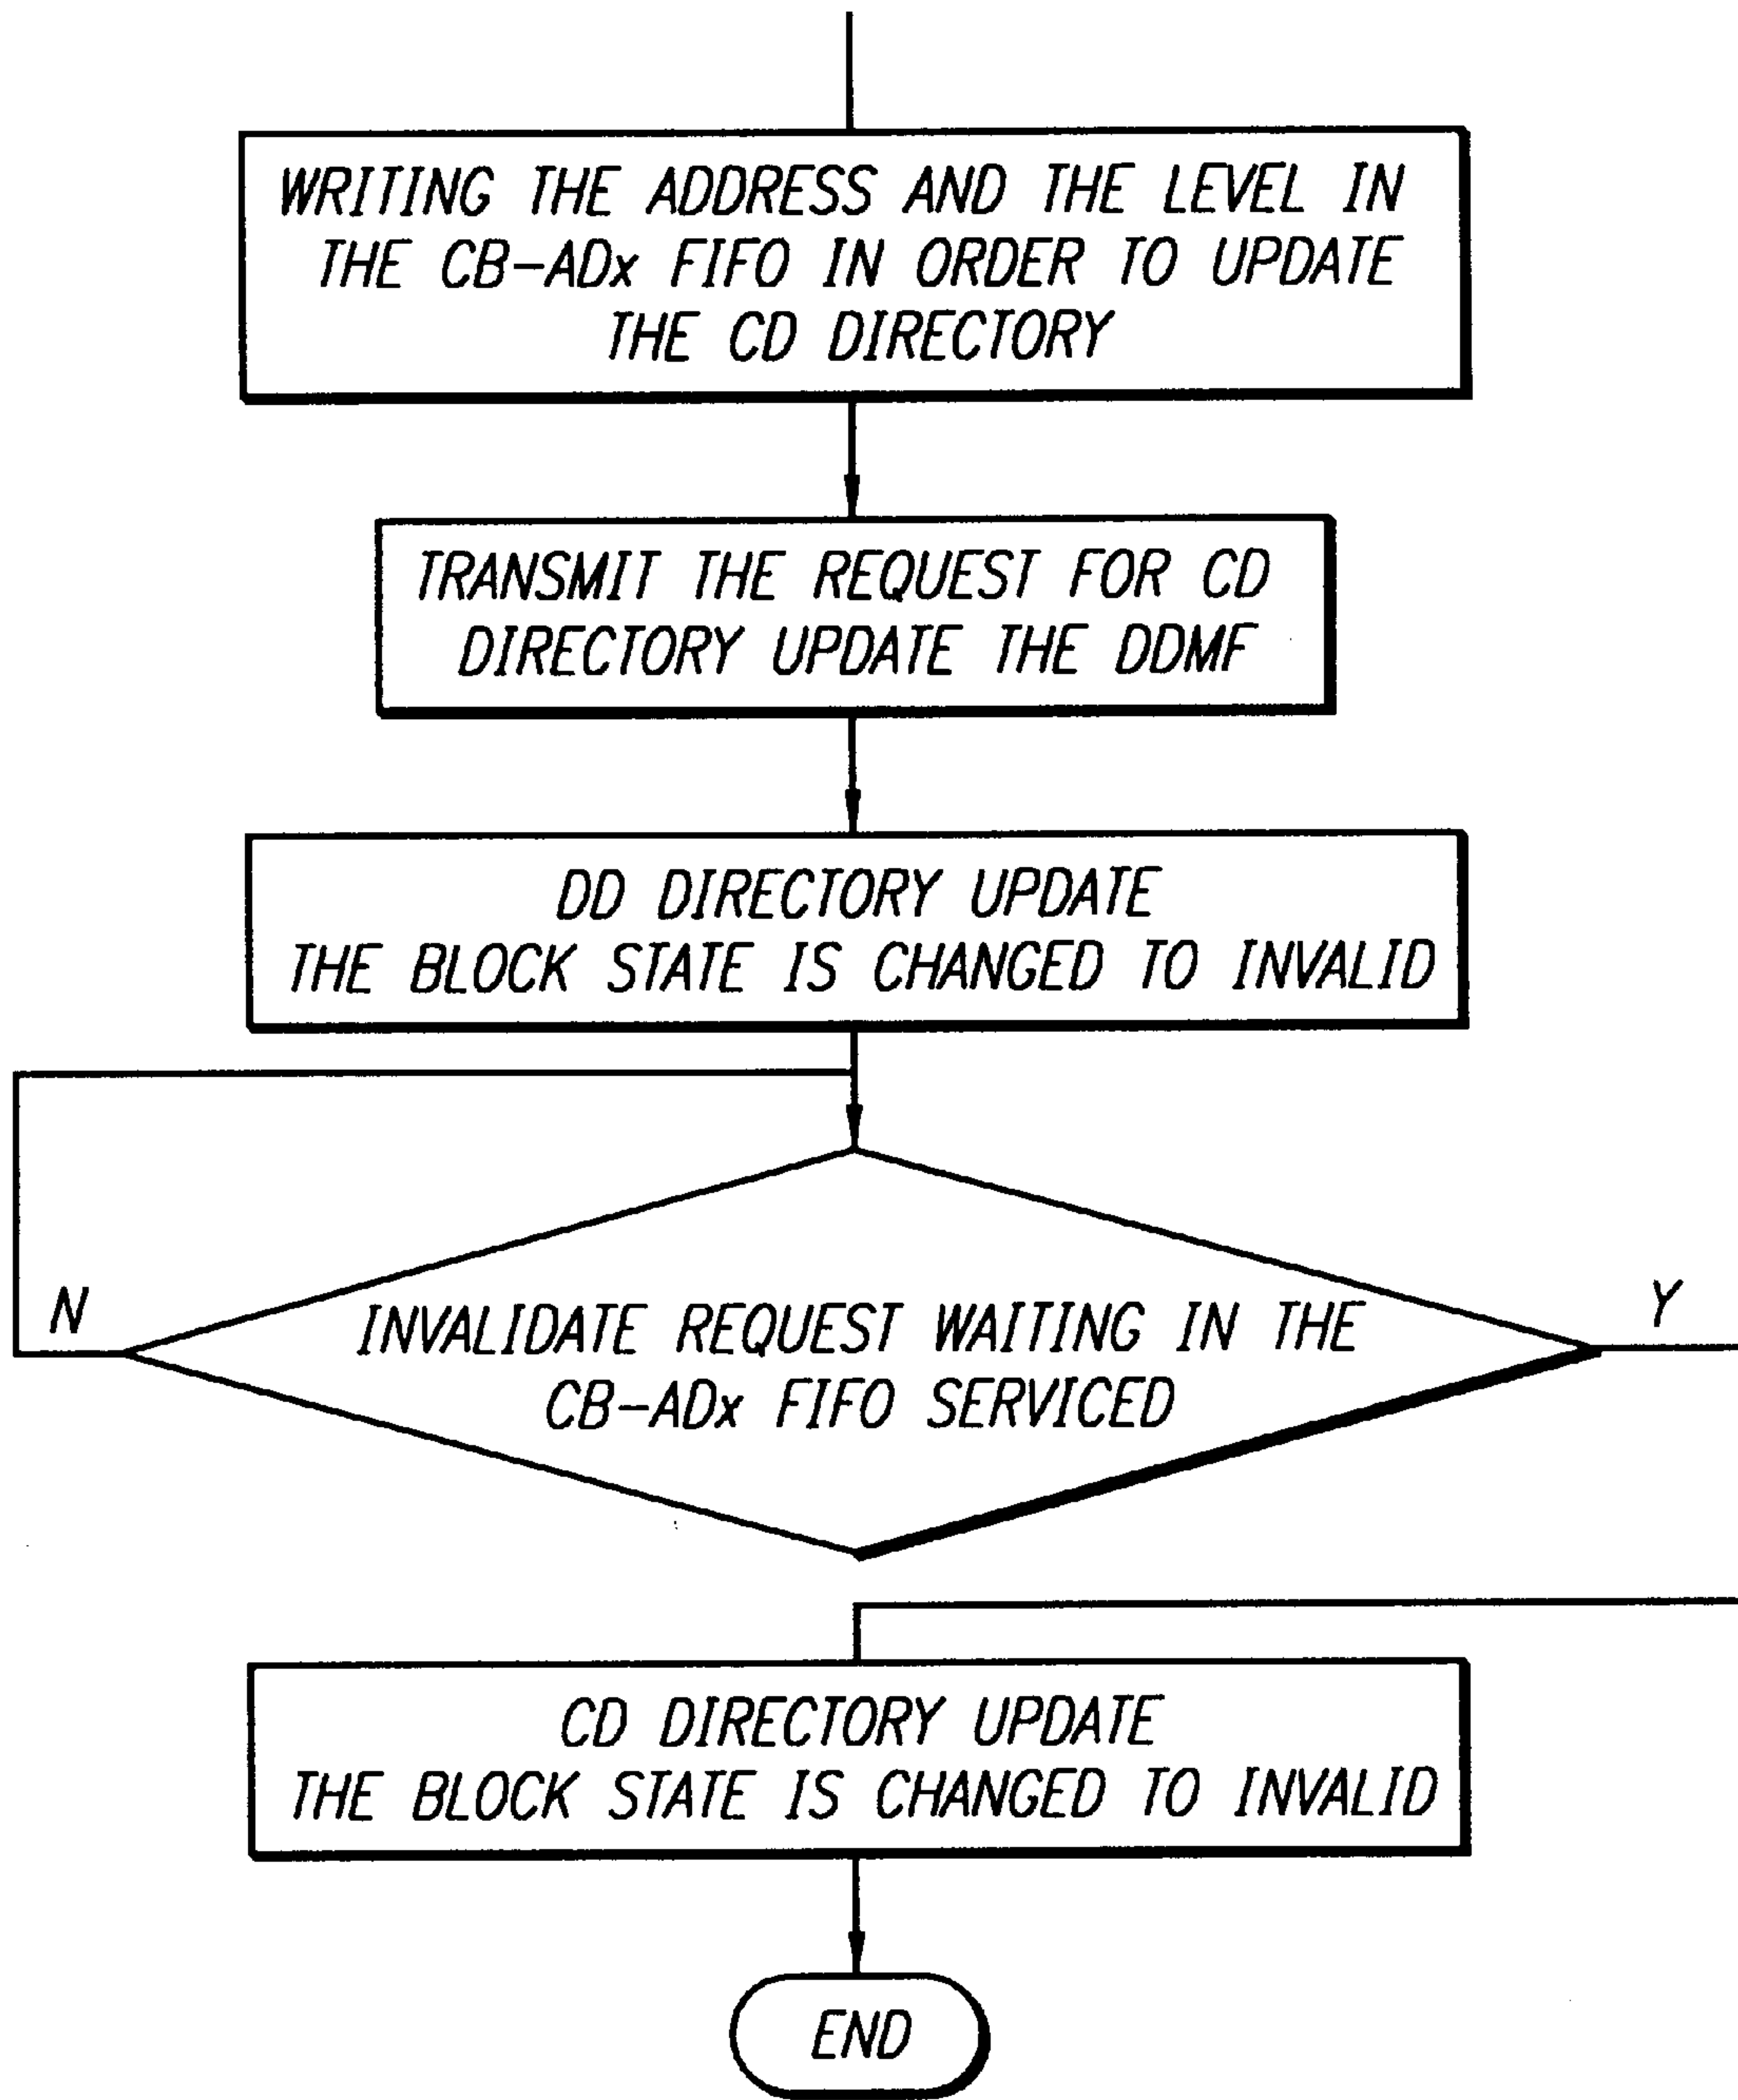 WRITING THE ADDRESS AND THE LEVEL IN
THE CB-ADx FIFO IN ORDER TO UPDATE
THE CD DIRECTORY
TRANSMIT THE REQUEST FOR CD
DIRECTORY UPDATE THE DDMF
DD DIRECTORY UPDATE
THE BLOCK STATE IS CHANGED TO INVALID
N
Y
INVALIDATE REQUEST WAITING IN THE
CB-ADx FIFO SERVICED
CD DIRECTORY UPDATE
THE BLOCK STATE IS CHANGED TO INVALID
END